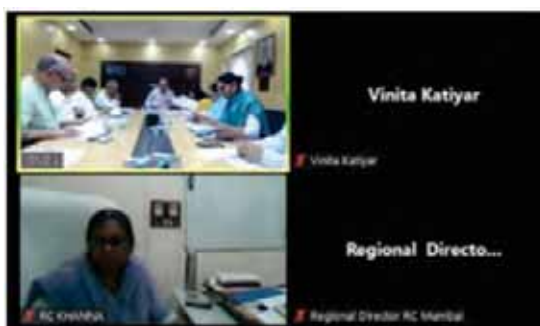 Vinita Katiyar
Vinita Katiyar
Regional Directo...
RC KHANNA
Regional Director RC Mumbai